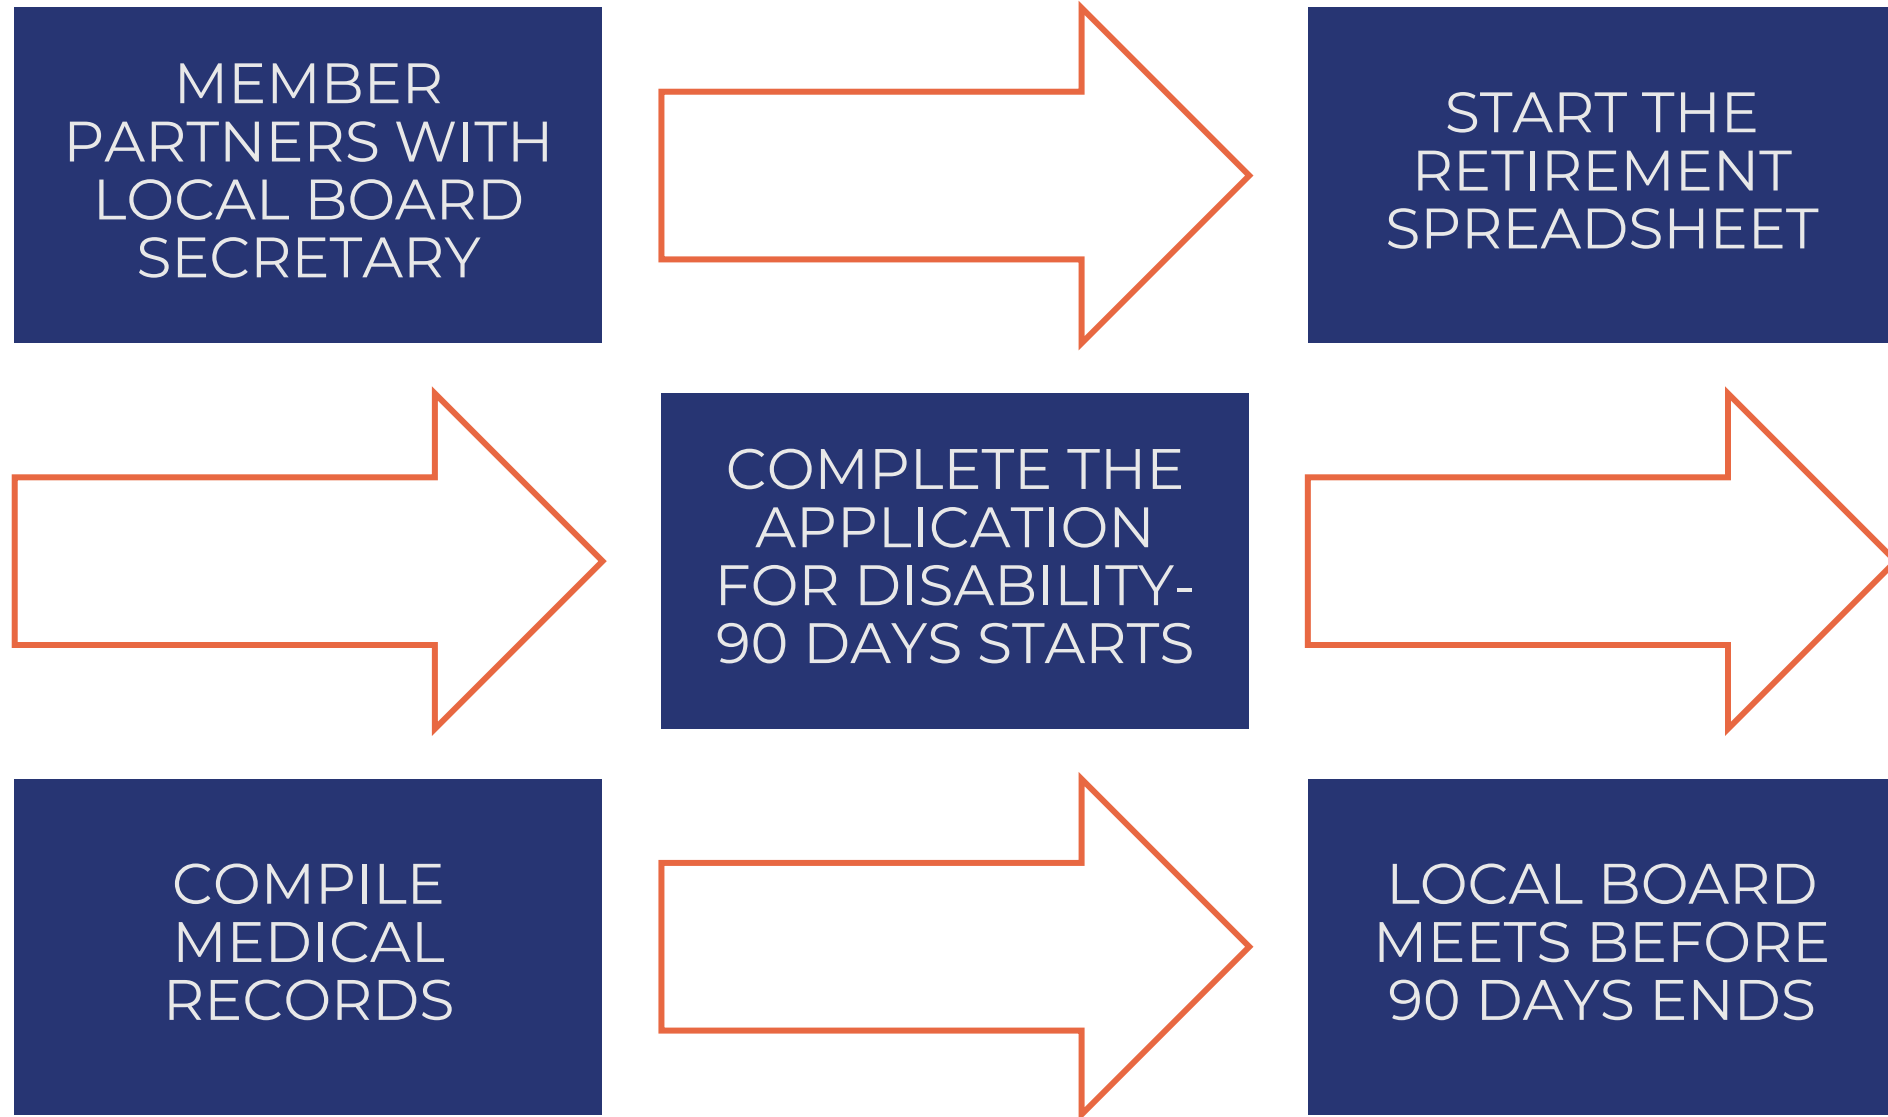 MEMBER
PARTNERS WITH
LOCAL BOARD
SECRETARY
START THE
RETIREMENT
SPREADSHEET
COMPLETE THE
APPLICATION
FOR DISABILITY-
90 DAYS STARTS
COMPILE
MEDICAL
RECORDS
LOCAL BOARD
MEETS BEFORE
90 DAYS ENDS